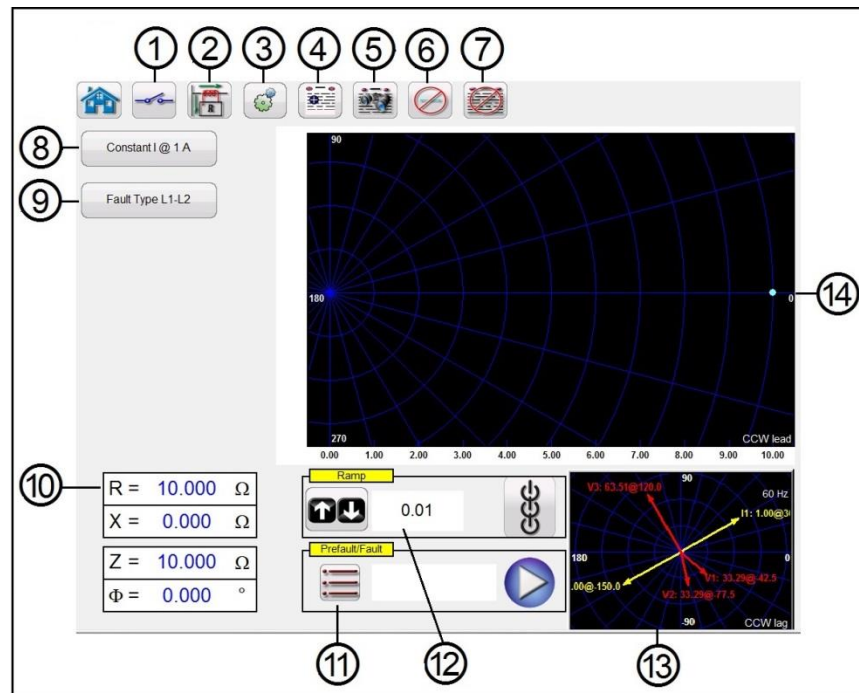 1 2 3 4 5 6 7
8 Constant I @ 1 A
9 Fault Type L1-L2
90
180
0
14
270
CCW lead
0.00 1.00 2.00 3.00 4.00 5.00 6.00 7.00 8.00 9.00 10.00
10
R = 10.000 Ω
X = 0.000 Ω
Z = 10.000 Ω
Φ = 0.000 °
Ramp
0.01
Prefault/Fault
90
V3: 63.51@120.0
60 Hz
I1: 1.00@30
180
0
.00@-150.0
V1: 33.29@-42.5
V2: 33.29@-77.5
-90
CCW lag
11 12 13